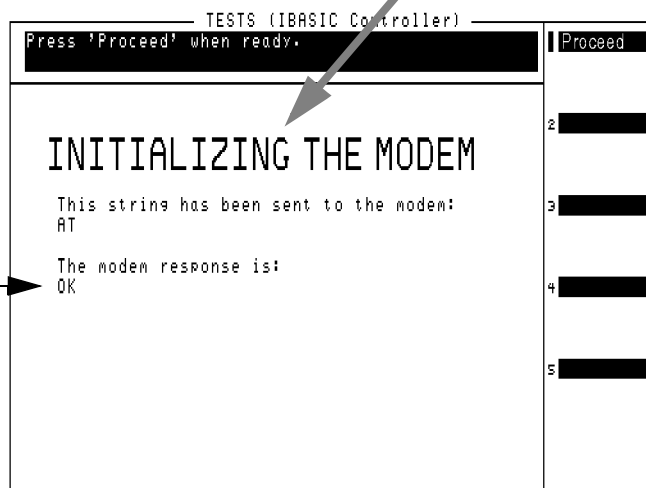 TESTS (IBASIC Controller)
Press 'Proceed' when ready.
Proceed
INITIALIZING THE MODEM
This string has been sent to the modem:
AT
The modem response is:
OK
2
3
4
5